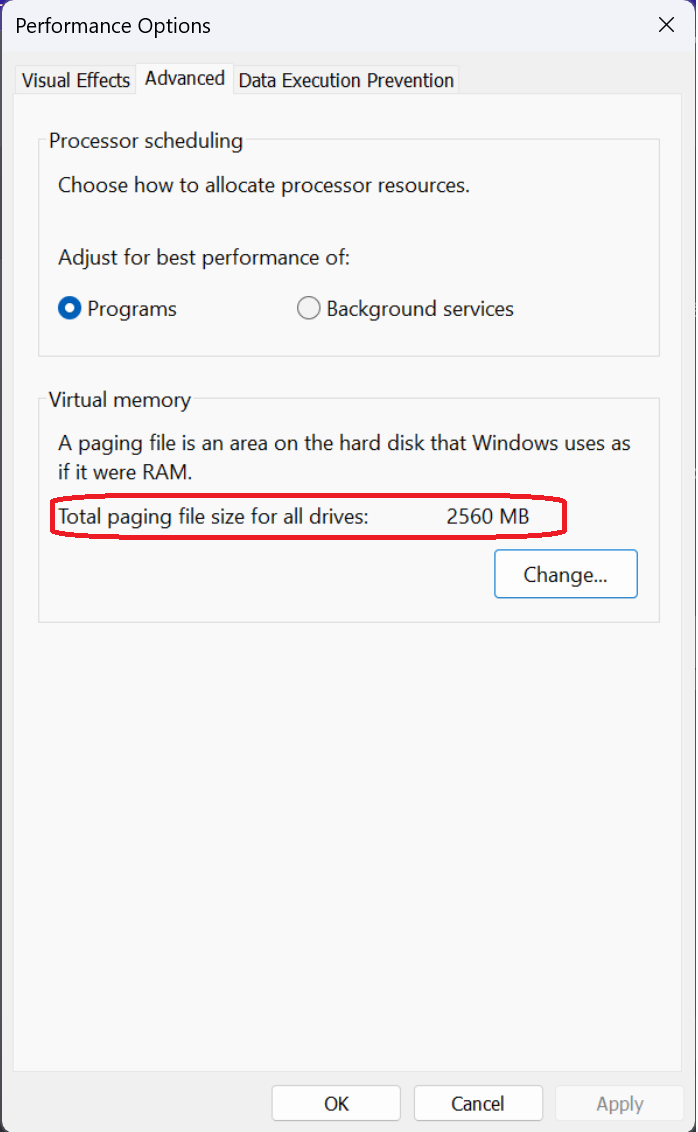 Performance Options
Visual Effects Advanced Data Execution Prevention
Processor scheduling
Choose how to allocate processor resources.
Adjust for best performance of:
Programs Background services
Virtual memory
A paging file is an area on the hard disk that Windows uses as
if it were RAM.
Total paging file size for all drives: 2560 MB
Change...
OK Cancel Apply